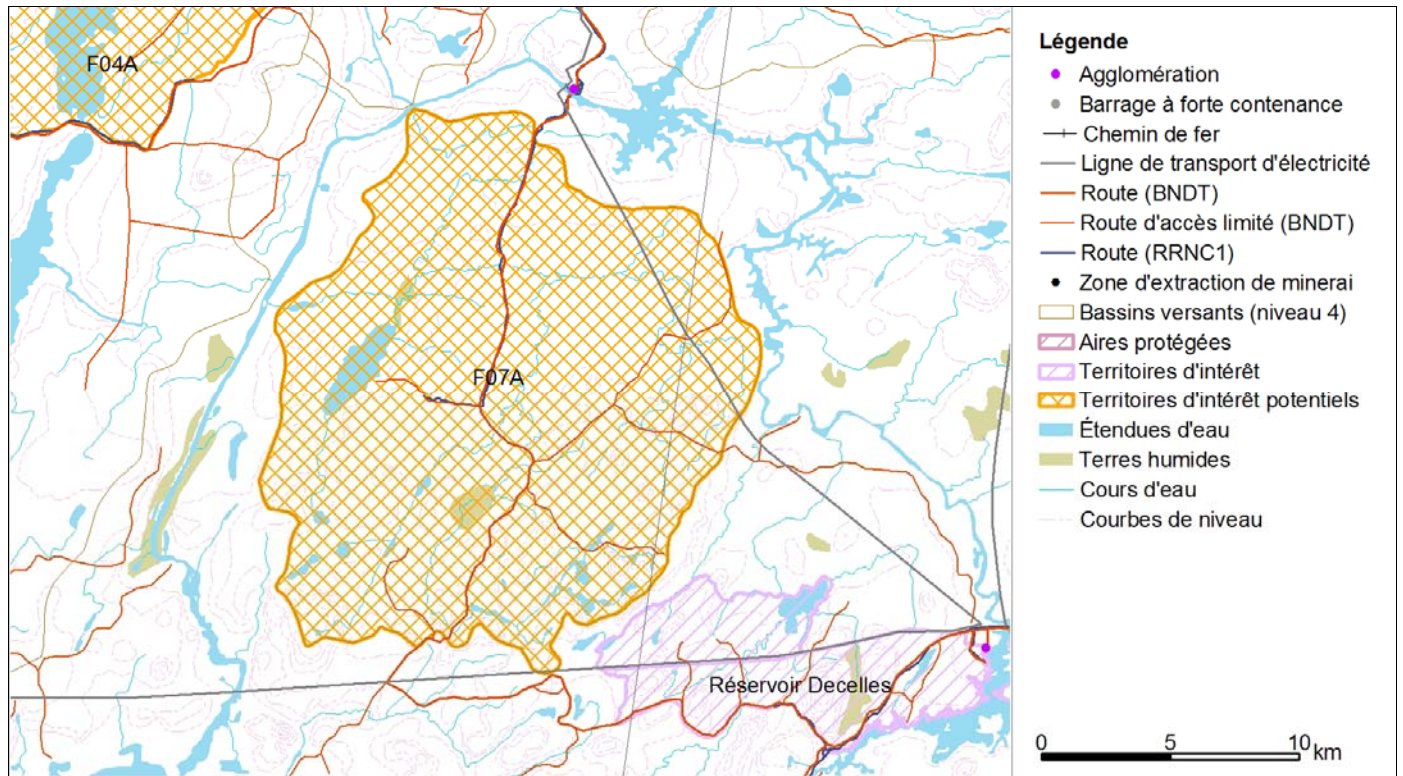 F04A
F07A
Réservoir Decelles
Légende
Agglomération
Barrage à forte contenance
Chemin de fer
Ligne de transport d'électricité
Route (BNDT)
Route d'accès limité (BNDT)
Route (RRNC1)
Zone d'extraction de minerai
Bassins versants (niveau 4)
Aires protégées
Territoires d'intérêt
Territoires d'intérêt potentiels
Étendues d'eau
Terres humides
Cours d'eau
Courbes de niveau
0 5 10 km